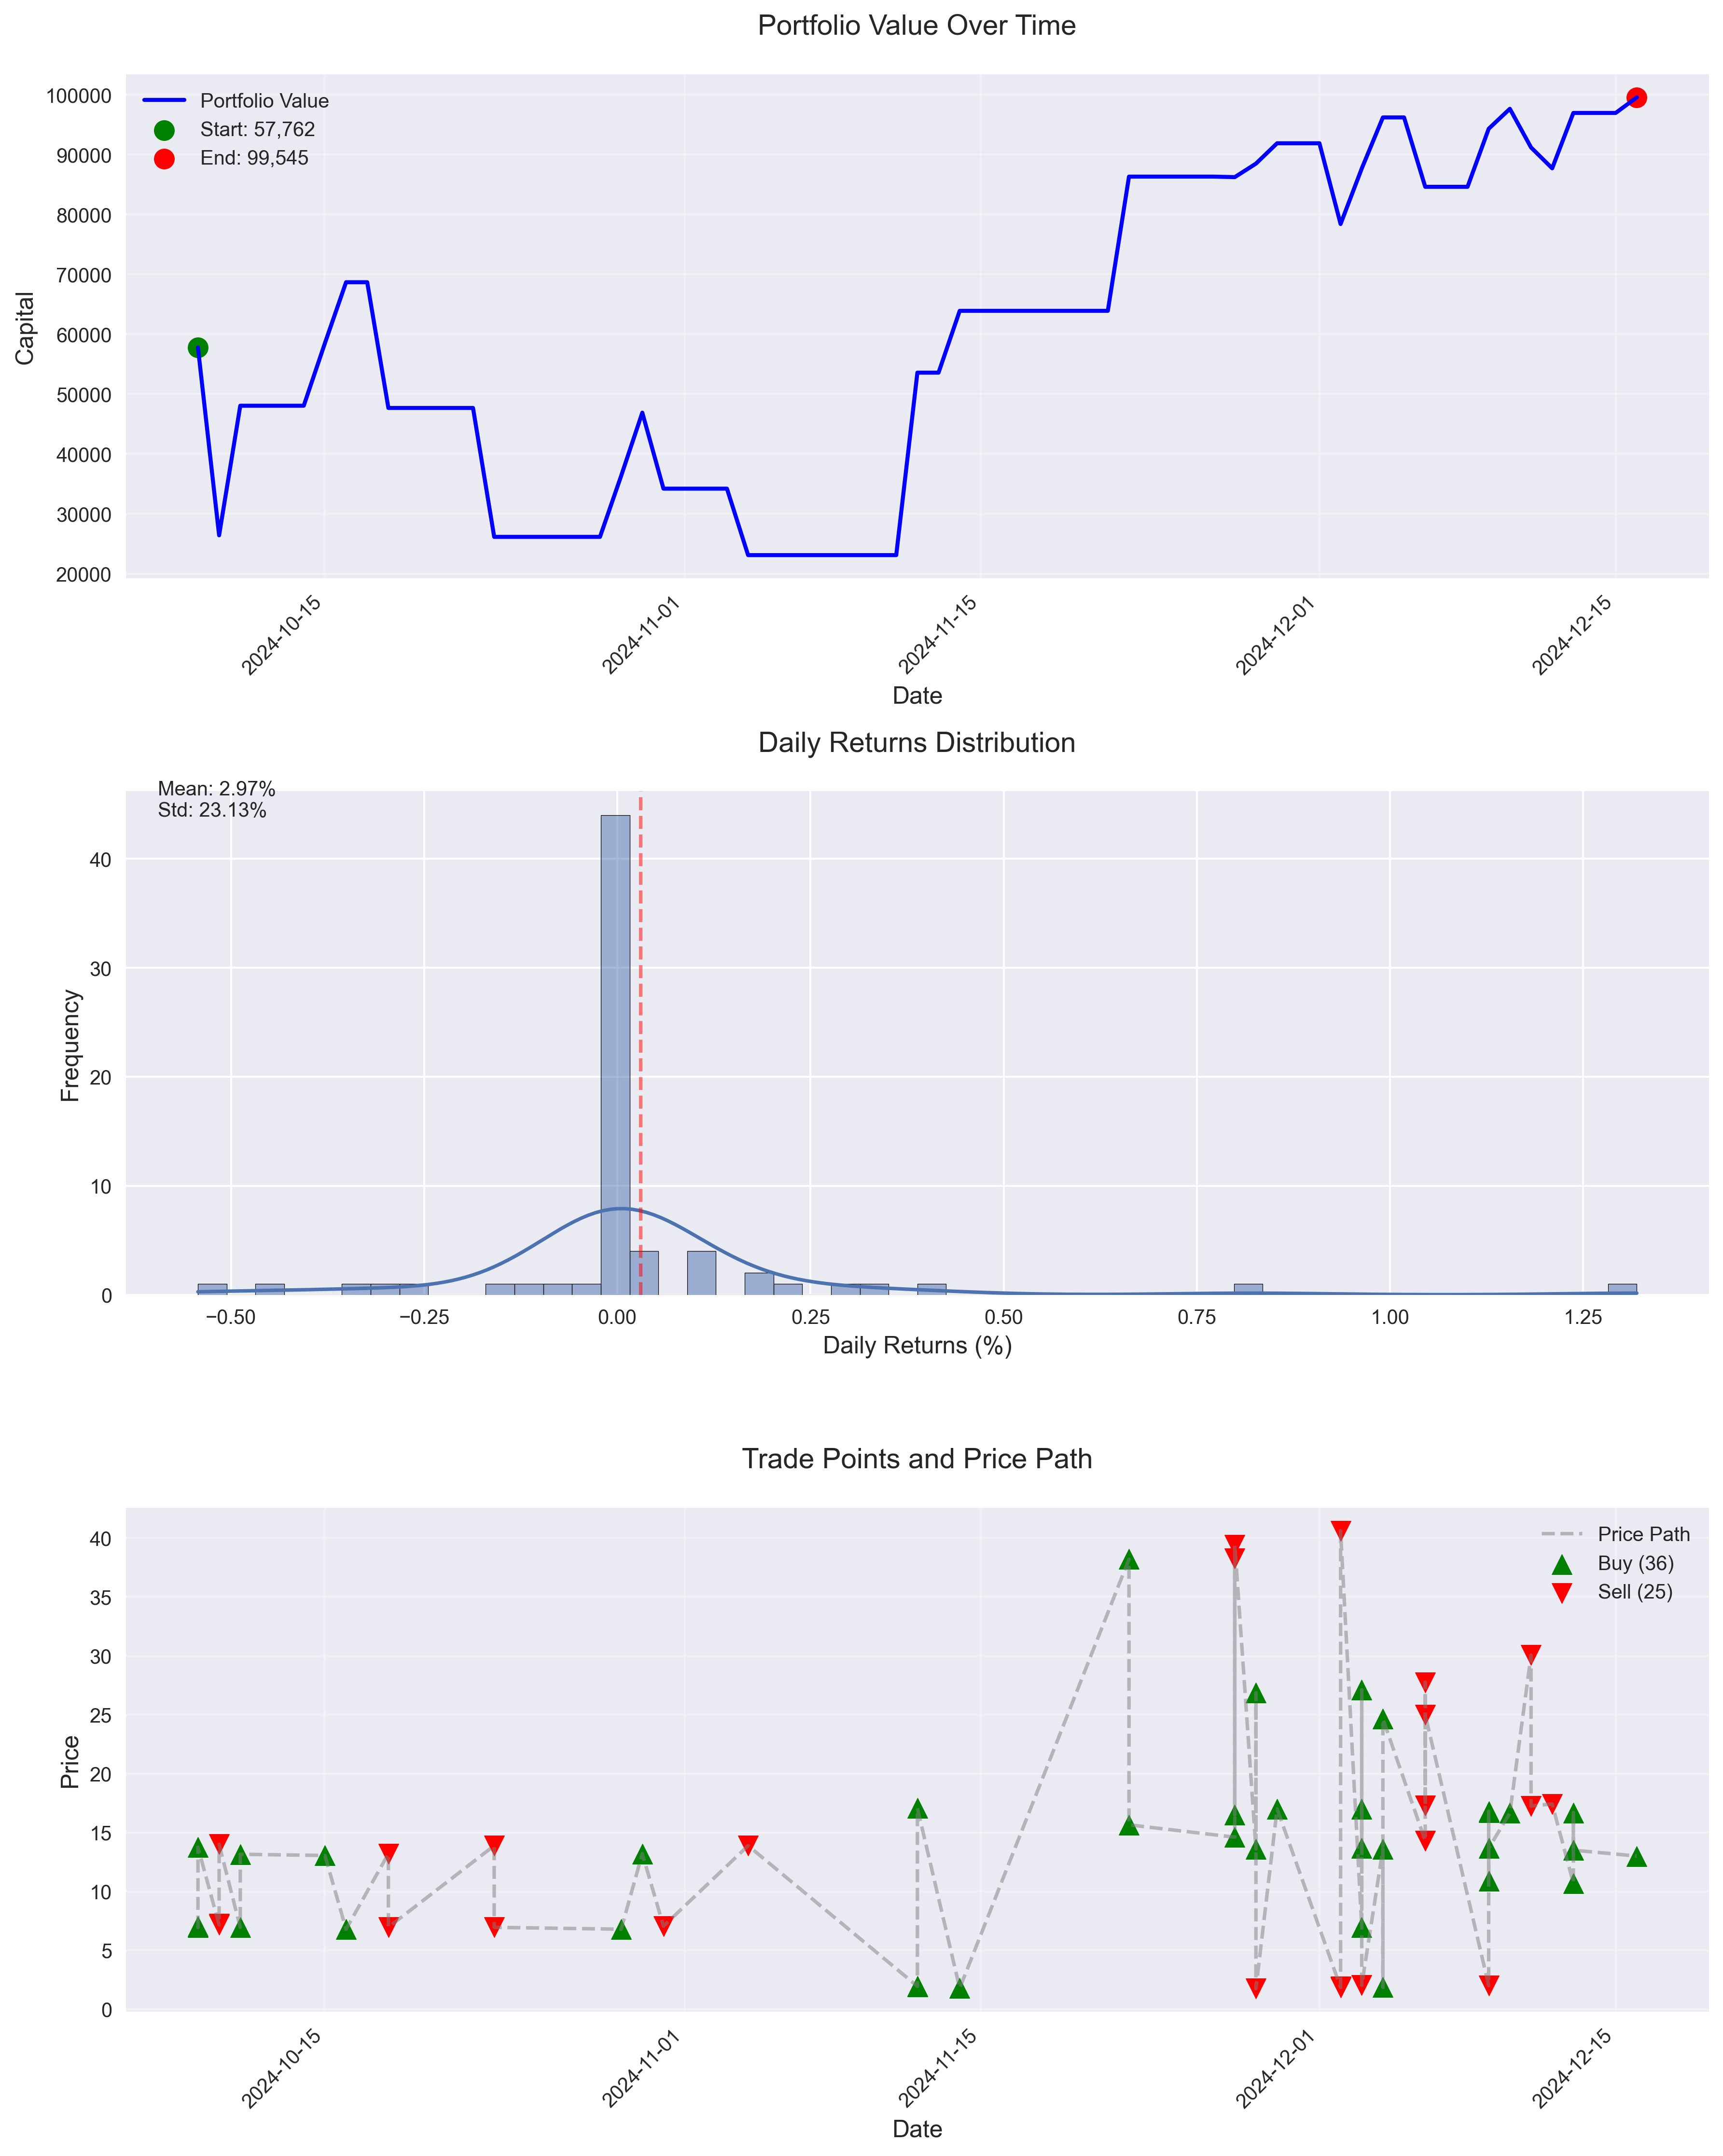 Portfolio Value Over Time
Capital
100000
90000
80000
70000
60000
50000
40000
30000
20000
Portfolio Value
Start: 57,762
End: 99,545
2024-10-15
2024-11-01
2024-11-15
2024-12-01
2024-12-15
Date
Daily Returns Distribution
Mean: 2.97%
Std: 23.13%
Frequency
40
30
20
10
0
−0.50
−0.25
0.00
0.25
0.50
0.75
1.00
1.25
Daily Returns (%)
Trade Points and Price Path
Price
40
35
30
25
20
15
10
5
0
Price Path
Buy (36)
Sell (25)
2024-10-15
2024-11-01
2024-11-15
2024-12-01
2024-12-15
Date